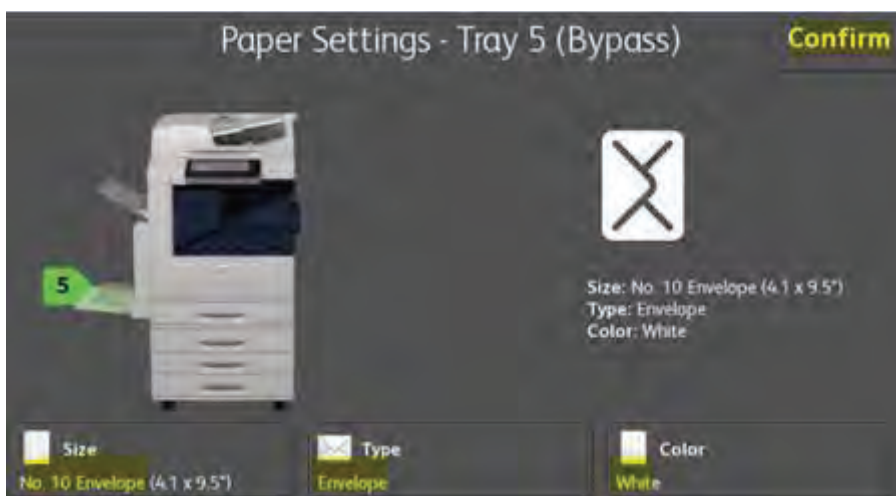 Paper Settings - Tray 5 (Bypass)
Confirm
5
Size: No. 10 Envelope (4.1 x 9.5")
Type: Envelope
Color: White
Size
No. 10 Envelope (4.1 x 9.5")
Type
Envelope
Color
White